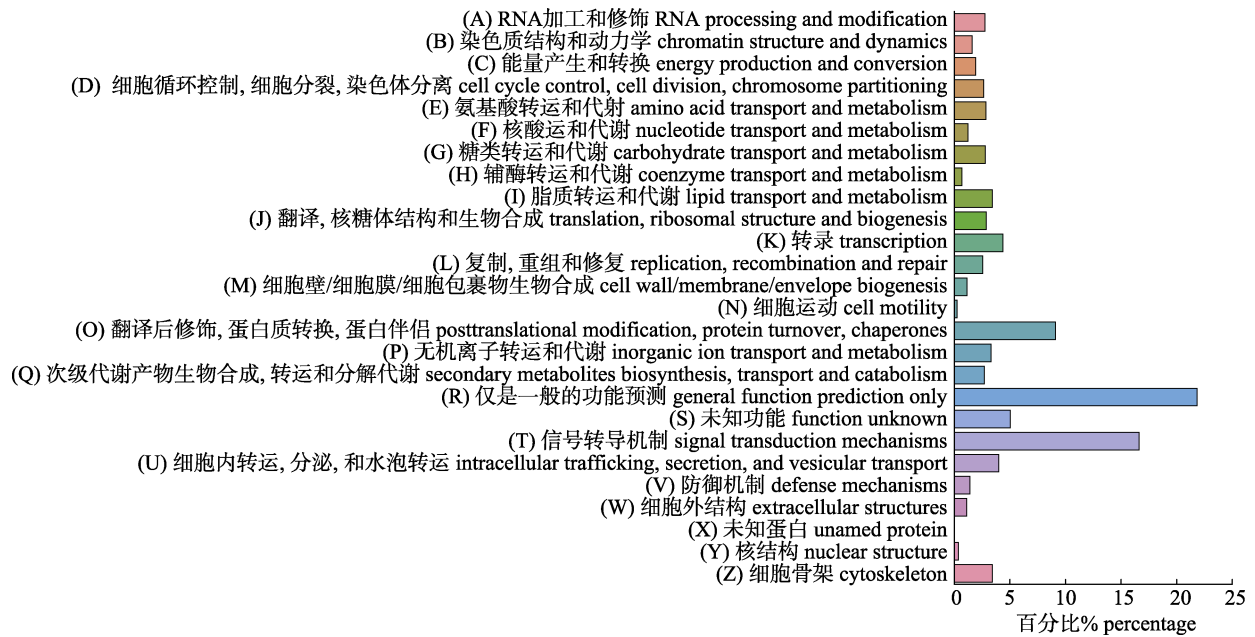 (A) RNA加工和修饰 RNA processing and modification
(B) 染色质结构和动力学 chromatin structure and dynamics
(C) 能量产生和转换 energy production and conversion
(D) 细胞循环控制, 细胞分裂, 染色体分离 cell cycle control, cell division, chromosome partitioning
(E) 氨基酸转运和代射 amino acid transport and metabolism
(F) 核酸运和代谢 nucleotide transport and metabolism
(G) 糖类转运和代谢 carbohydrate transport and metabolism
(H) 辅酶转运和代谢 coenzyme transport and metabolism
(I) 脂质转运和代谢 lipid transport and metabolism
(J) 翻译, 核糖体结构和生物合成 translation, ribosomal structure and biogenesis
(K) 转录 transcription
(L) 复制, 重组和修复 replication, recombination and repair
(M) 细胞壁/细胞膜/细胞包裹物生物合成 cell wall/membrane/envelope biogenesis
(N) 细胞运动 cell motility
(O) 翻译后修饰, 蛋白质转换, 蛋白伴侣 posttranslational modification, protein turnover, chaperones
(P) 无机离子转运和代谢 inorganic ion transport and metabolism
(Q) 次级代谢产物生物合成, 转运和分解代谢 secondary metabolites biosynthesis, transport and catabolism
(R) 仅是一般的功能预测 general function prediction only
(S) 未知功能 function unknown
(T) 信号转导机制 signal transduction mechanisms
(U) 细胞内转运, 分泌, 和水泡转运 intracellular trafficking, secretion, and vesicular transport
(V) 防御机制 defense mechanisms
(W) 细胞外结构 extracellular structures
(X) 未知蛋白 unamed protein
(Y) 核结构 nuclear structure
(Z) 细胞骨架 cytoskeleton
0 5 10 15 20 25
百分比% percentage